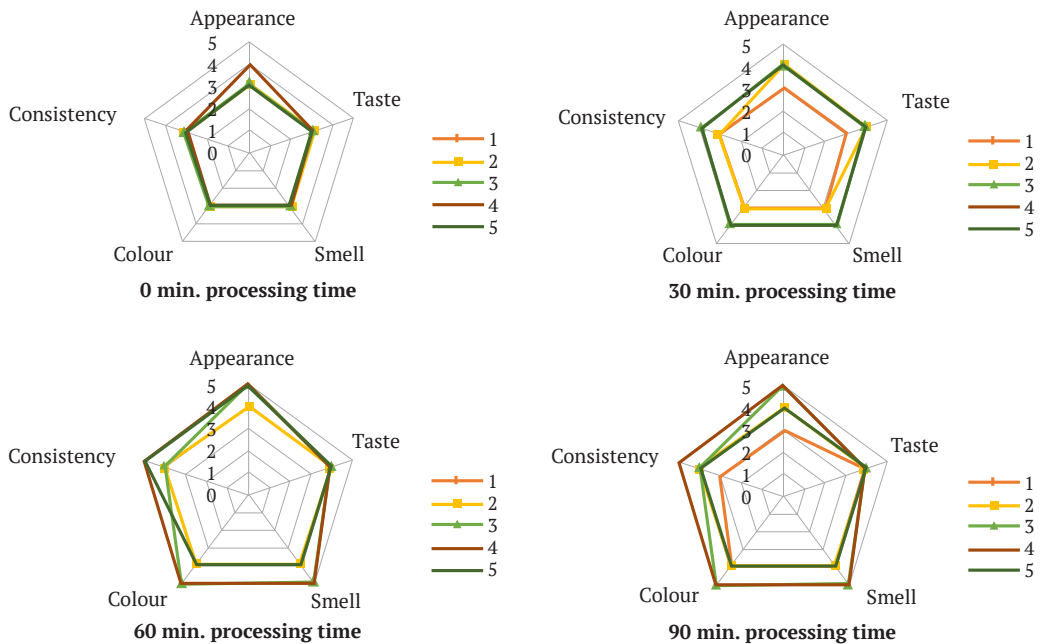 Appearance
5
4
3
2
1
0
Taste
Consistency
Colour
Smell
1
2
3
4
5
0 min. processing time
Appearance
5
4
3
2
1
0
Taste
Consistency
Colour
Smell
1
2
3
4
5
30 min. processing time
Appearance
5
4
3
2
1
0
Taste
Consistency
Colour
Smell
1
2
3
4
5
60 min. processing time
Appearance
5
4
3
2
1
0
Taste
Consistency
Colour
Smell
1
2
3
4
5
90 min. processing time